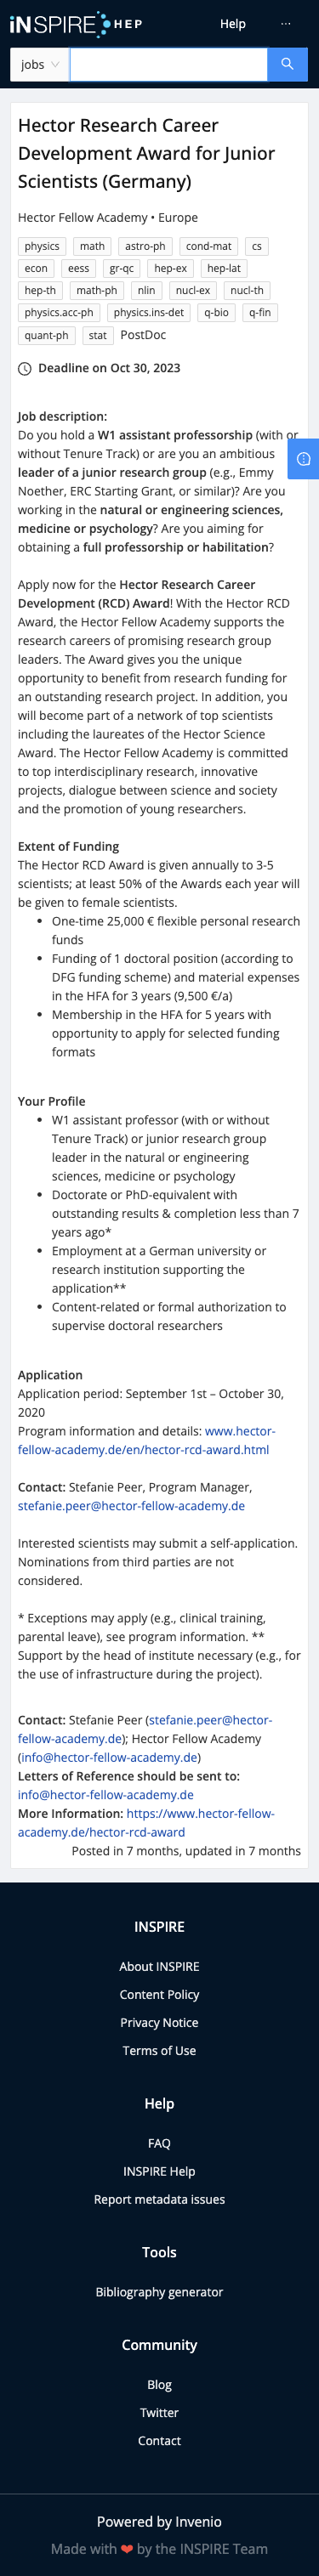 iNSPIRE HEP
Help
...
jobs
Hector Research Career
Development Award for Junior
Scientists (Germany)
Hector Fellow Academy • Europe
physics math astro-ph cond-mat cs
econ eess gr-qc hep-ex hep-lat
hep-th math-ph nlin nucl-ex nucl-th
physics.acc-ph physics.ins-det q-bio q-fin
quant-ph stat PostDoc
Deadline on Oct 30, 2023
Job description:
Do you hold a W1 assistant professorship (with or
without Tenure Track) or are you an ambitious
leader of a junior research group (e.g., Emmy
Noether, ERC Starting Grant, or similar)? Are you
working in the natural or engineering sciences,
medicine or psychology? Are you aiming for
obtaining a full professorship or habilitation?
Apply now for the Hector Research Career
Development (RCD) Award! With the Hector RCD
Award, the Hector Fellow Academy supports the
research careers of promising research group
leaders. The Award gives you the unique
opportunity to benefit from research funding for
an outstanding research project. In addition, you
will become part of a network of top scientists
including the laureates of the Hector Science
Award. The Hector Fellow Academy is committed
to interdisciplinary research, innovative
projects, dialogue between science and society
and the promotion of young researchers.
Extent of Funding
The Hector RCD Award is given annually to 3-5
scientists; at least 50% of the Awards each year will
be given to female scientists.
• One-time 25,000 € flexible personal research
funds
• Funding of 1 doctoral position (according to
DFG funding scheme) and material expenses
in the HFA for 3 years (9,500 €/a)
• Membership in the HFA for 5 years with
opportunity to apply for selected funding
formats
Your Profile
• W1 assistant professor (with or without
Tenure Track) or junior research group
leader in the natural or engineering
sciences, medicine or psychology
• Doctorate or PhD-equivalent with
outstanding results & completion less than 7
years ago*
• Employment at a German university or
research institution supporting the
application**
• Content-related or formal authorization to
supervise doctoral researchers
Application
Application period: September 1st – October 30,
2020
Program information and details: www.hector-
fellow-academy.de/en/hector-rcd-award.html
Contact: Stefanie Peer, Program Manager,
stefanie.peer@hector-fellow-academy.de
Interested scientists may submit a self-application.
Nominations from third parties are not
considered.
* Exceptions may apply (e.g., clinical training,
parental leave), see program information. **
Support by the head of institute necessary (e.g., for
the use of infrastructure during the project).
Contact: Stefanie Peer (stefanie.peer@hector-
fellow-academy.de); Hector Fellow Academy
(info@hector-fellow-academy.de)
Letters of Reference should be sent to:
info@hector-fellow-academy.de
More Information: https://www.hector-fellow-
academy.de/hector-rcd-award
Posted in 7 months, updated in 7 months
INSPIRE
About INSPIRE
Content Policy
Privacy Notice
Terms of Use
Help
FAQ
INSPIRE Help
Report metadata issues
Tools
Bibliography generator
Community
Blog
Twitter
Contact
Powered by Invenio
Made with ❤ by the INSPIRE Team